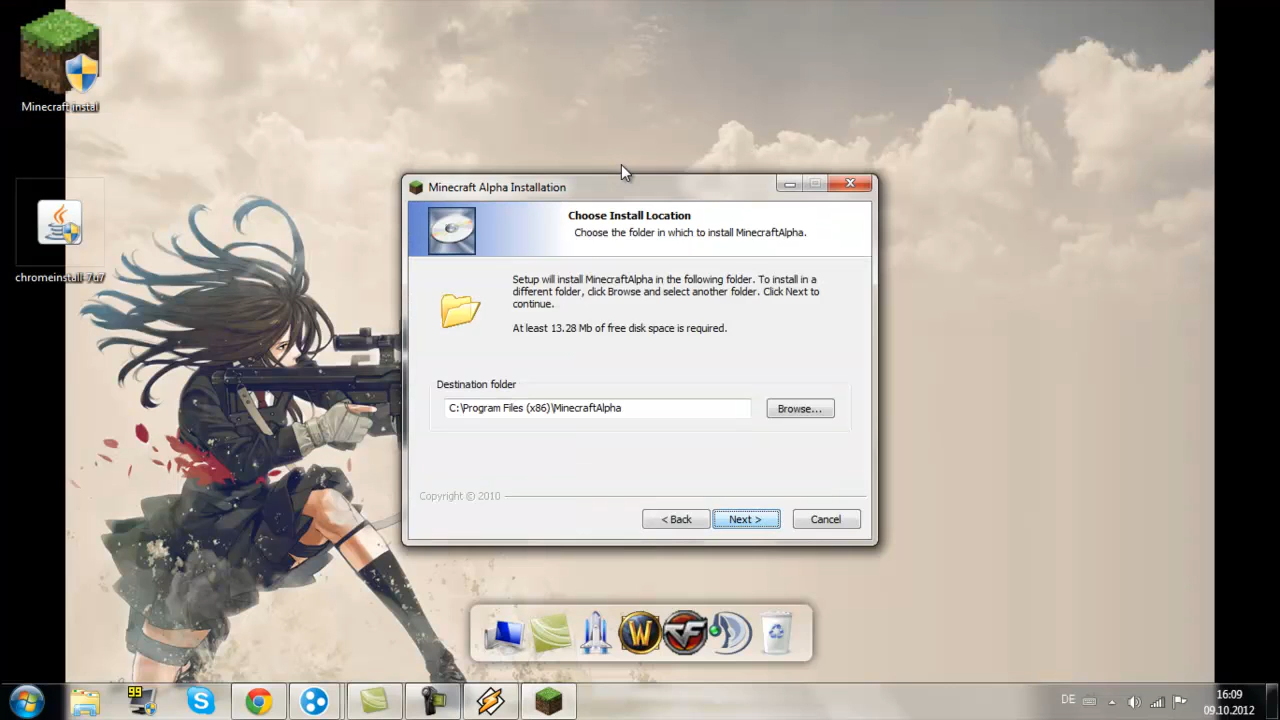 Minecraft instal
chromeinstall-7u7
Minecraft Alpha Installation
Choose Install Location
Choose the folder in which to install MinecraftAlpha.
Setup will install MinecraftAlpha in the following folder. To install in a
different folder, click Browse and select another folder. Click Next to
continue.
At least 13.28 Mb of free disk space is required.
Destination folder
C:\Program Files (x86)\MinecraftAlpha
Browse...
Copyright © 2010
< Back
Next >
Cancel
W
99
DE
16:09
09.10.2012